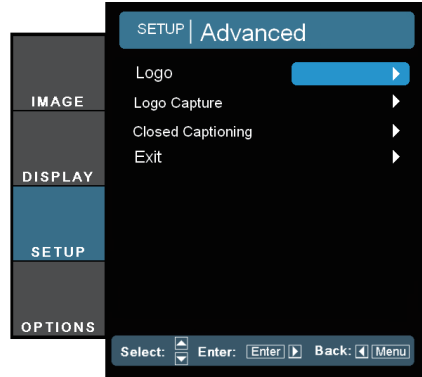 SETUP | Advanced
Logo
Logo Capture
Closed Captioning
Exit
IMAGE
DISPLAY
SETUP
OPTIONS
Select: Enter: Enter Back: Menu